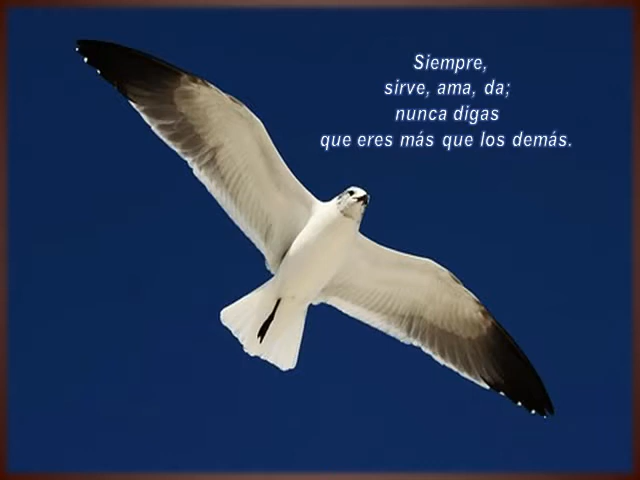 Siempre,
sirve, ama, da;
nunca digas
que eres más que los demás.